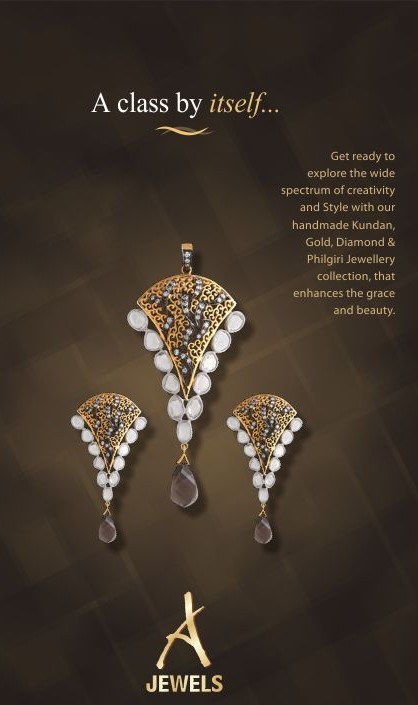 A class by itself...
Get ready to
explore the wide
spectrum of creativity
and Style with our
handmade Kundan,
Gold, Diamond &
Philgiri Jewellery
collection, that
enhances the grace
and beauty.
A
JEWELS